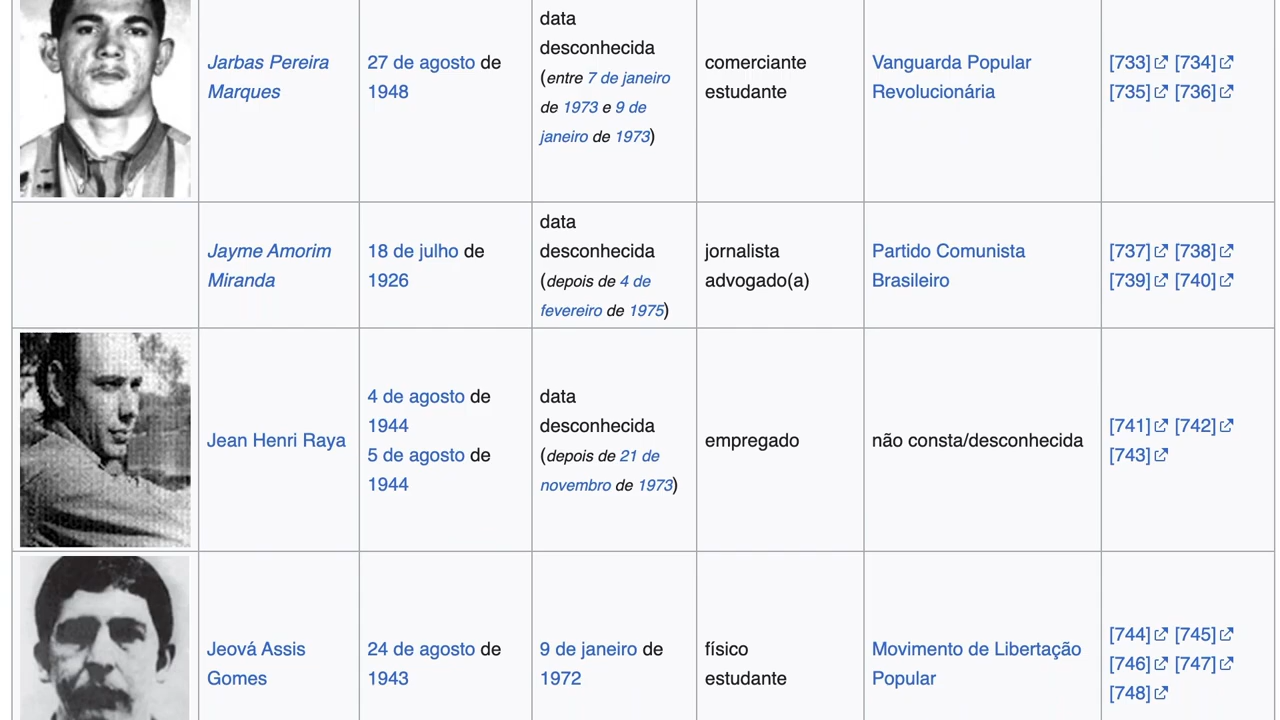 Jarbas Pereira
Marques
27 de agosto de
1948
data
desconhecida
(entre 7 de janeiro
de 1973 e 9 de
janeiro de 1973)
comerciante
estudante
Vanguarda Popular
Revolucionária
[733] [734]
[735] [736]
Jayme Amorim
Miranda
18 de julho de
1926
data
desconhecida
(depois de 4 de
fevereiro de 1975)
jornalista
advogado(a)
Partido Comunista
Brasileiro
[737] [738]
[739] [740]
Jean Henri Raya
4 de agosto de
1944
5 de agosto de
1944
data
desconhecida
(depois de 21 de
novembro de 1973)
empregado
não consta/desconhecida
[741] [742]
[743]
Jeová Assis
Gomes
24 de agosto de
1943
9 de janeiro de
1972
físico
estudante
Movimento de Libertação
Popular
[744] [745]
[746] [747]
[748]